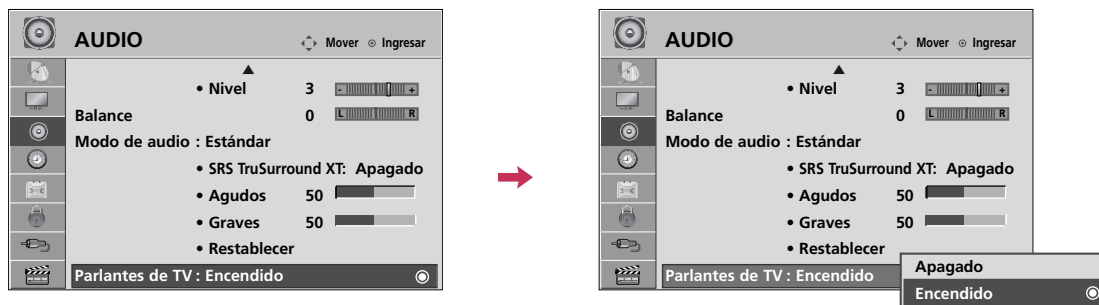 AUDIO
Mover Ingresar
• Nivel 3 - +
Balance 0 L R
Modo de audio : Estándar
• SRS TruSurround XT: Apagado
• Agudos 50
• Graves 50
• Restablecer
Parlantes de TV : Encendido
AUDIO
Mover Ingresar
• Nivel 3 - +
Balance 0 L R
Modo de audio : Estándar
• SRS TruSurround XT: Apagado
• Agudos 50
• Graves 50
• Restablecer
Parlantes de TV : Encendido
Apagado
Encendido